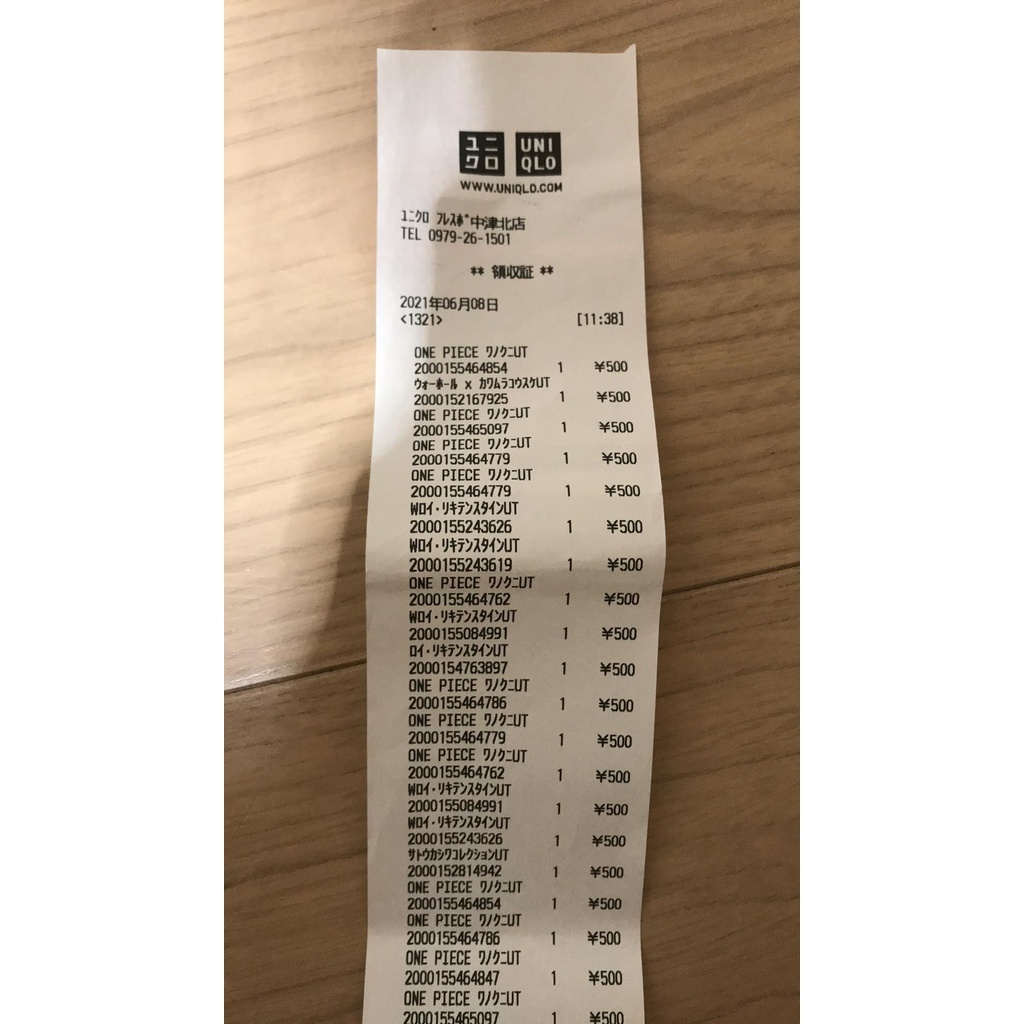 ユニ
クロ
UNI
QLO
WWW.UNIQLO.COM
ユニクロ フレスポ中津北店
TEL 0979-26-1501
** 領収証 **
2021年06月08日
<1321> [11:38]
ONE PIECE ワノクニUT
2000155464854 1 ¥500
ウォーホール x カワムラコウスケUT
2000152167925 1 ¥500
ONE PIECE ワノクニUT
2000155465097 1 ¥500
ONE PIECE ワノクニUT
2000155464779 1 ¥500
ONE PIECE ワノクニUT
2000155464779 1 ¥500
Wロイ・リキテンスタインUT
2000155243626 1 ¥500
Wロイ・リキテンスタインUT
2000155243619 1 ¥500
ONE PIECE ワノクニUT
2000155464762 1 ¥500
Wロイ・リキテンスタインUT
2000155084991 1 ¥500
ロイ・リキテンスタインUT
2000154763897 1 ¥500
ONE PIECE ワノクニUT
2000155464786 1 ¥500
ONE PIECE ワノクニUT
2000155464779 1 ¥500
ONE PIECE ワノクニUT
2000155464762 1 ¥500
Wロイ・リキテンスタインUT
2000155084991 1 ¥500
Wロイ・リキテンスタインUT
2000155243626 1 ¥500
サトウカシワコレクションUT
2000152814942 1 ¥500
ONE PIECE ワノクニUT
2000155464854 1 ¥500
ONE PIECE ワノクニUT
2000155464786 1 ¥500
ONE PIECE ワノクニUT
2000155464847 1 ¥500
ONE PIECE ワノクニUT
2000155465097 1 ¥500